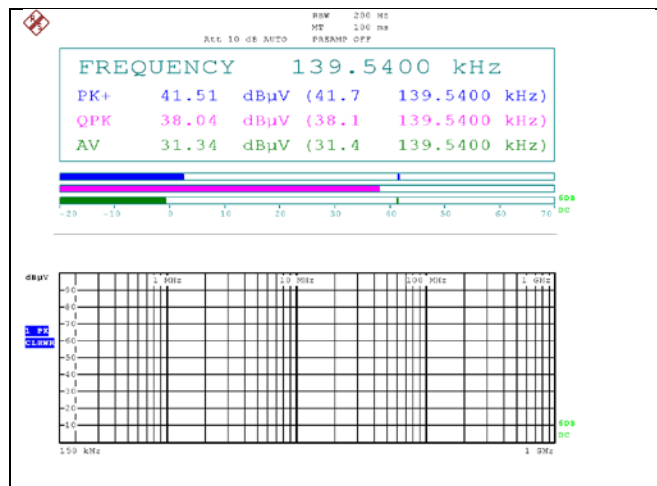 RBW 200 Hz
MT 100 ms
Att 10 dB AUTO PREAMP OFF
FREQUENCY 139.5400 kHz
PK+ 41.51 dBµV (41.7 139.5400 kHz)
QPK 38.04 dBµV (38.1 139.5400 kHz)
AV 31.34 dBµV (31.4 139.5400 kHz)
-20 -10 0 10 20 30 40 50 60 70
6DB
DC
dBµV 1 MHz 10 MHz 100 MHz 1 GHz
90
80
70
1 PK
CLRWR
60
50
40
30
20
10
6DB
DC
150 kHz 1 GHz